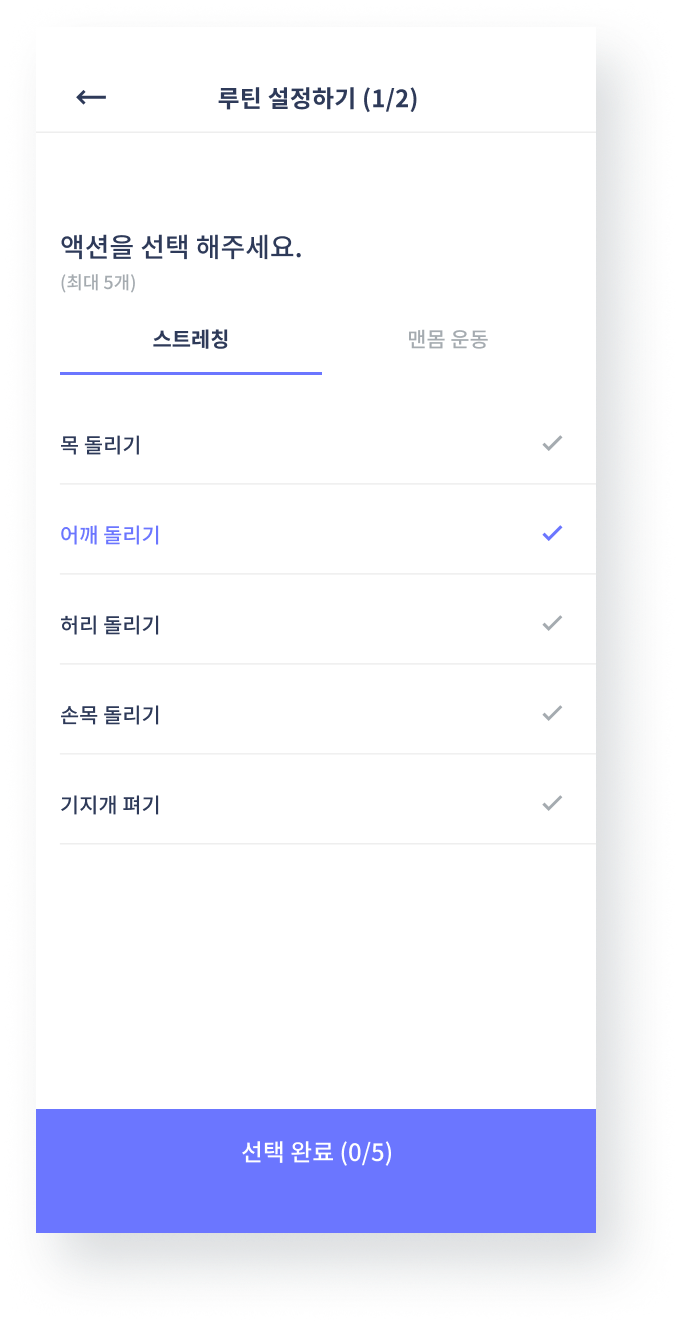 루틴 설정하기 (1/2)
액션을 선택 해주세요.
(최대 5개)
스트레칭 맨몸 운동
목 돌리기
어깨 돌리기
허리 돌리기
손목 돌리기
기지개 펴기
선택 완료 (0/5)